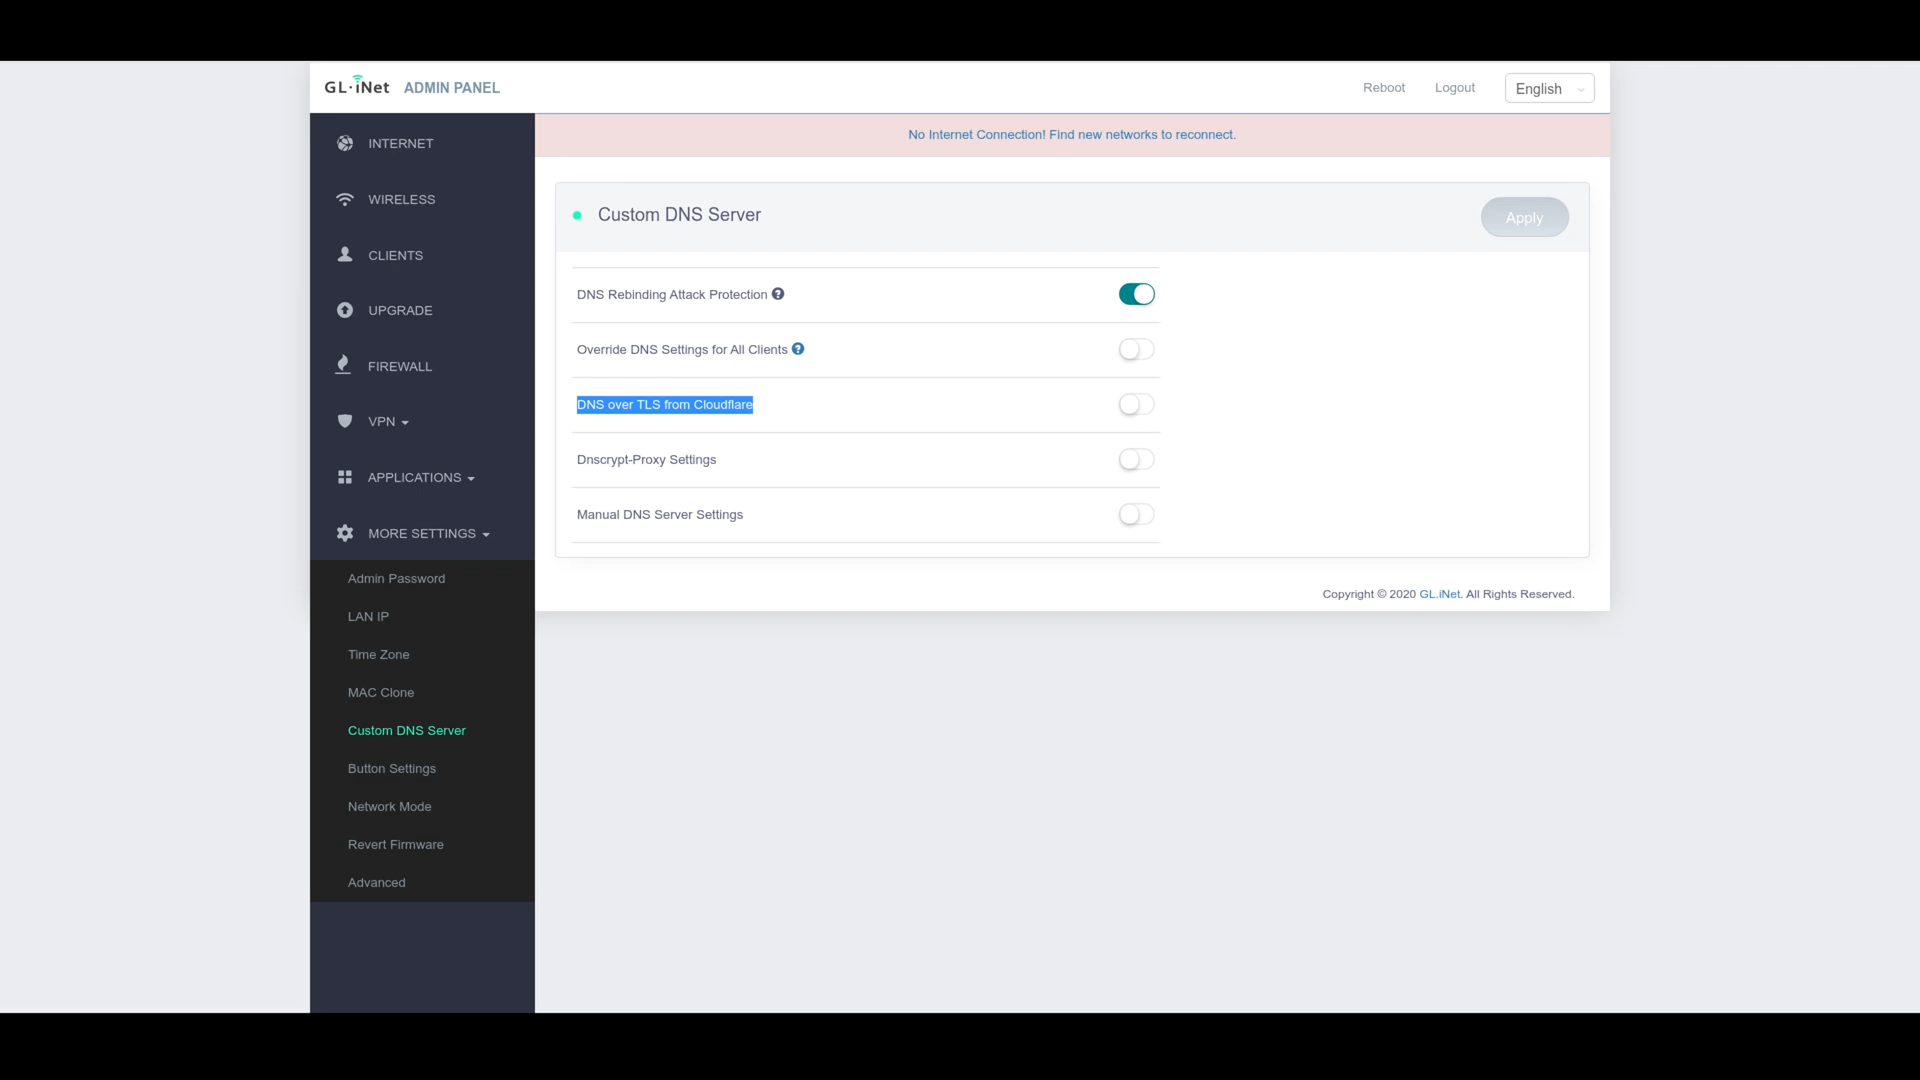 GL·iNet ADMIN PANEL
Reboot Logout English
INTERNET
WIRELESS
CLIENTS
UPGRADE
FIREWALL
VPN
APPLICATIONS
MORE SETTINGS
Admin Password
LAN IP
Time Zone
MAC Clone
Custom DNS Server
Button Settings
Network Mode
Revert Firmware
Advanced
No Internet Connection! Find new networks to reconnect.
Custom DNS Server
Apply
DNS Rebinding Attack Protection ?
Override DNS Settings for All Clients ?
DNS over TLS from Cloudflare
Dnscrypt-Proxy Settings
Manual DNS Server Settings
Copyright © 2020 GL.iNet. All Rights Reserved.